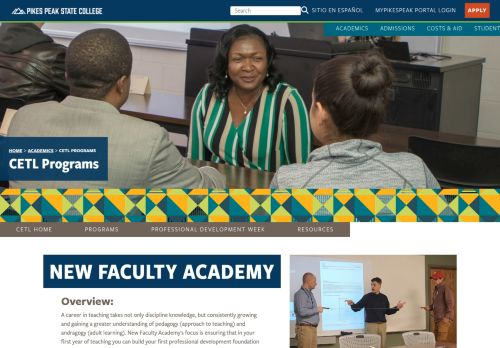 PIKES PEAK STATE COLLEGE
Search
SITIO EN ESPAÑOL
MYPIKESPEAK PORTAL LOGIN
APPLY
ACADEMICS
ADMISSIONS
COSTS & AID
STUDENT
HOME > ACADEMICS > CETL PROGRAMS
CETL Programs
CETL HOME
PROGRAMS
PROFESSIONAL DEVELOPMENT WEEK
RESOURCES
NEW FACULTY ACADEMY
Overview:
A career in teaching takes not only discipline knowledge, but consistently growing
and gaining a greater understanding of pedagogy (approach to teaching) and
andragogy (adult learning). New Faculty Academy's focus is ensuring that in your
first year of teaching you can build your first professional development foundation